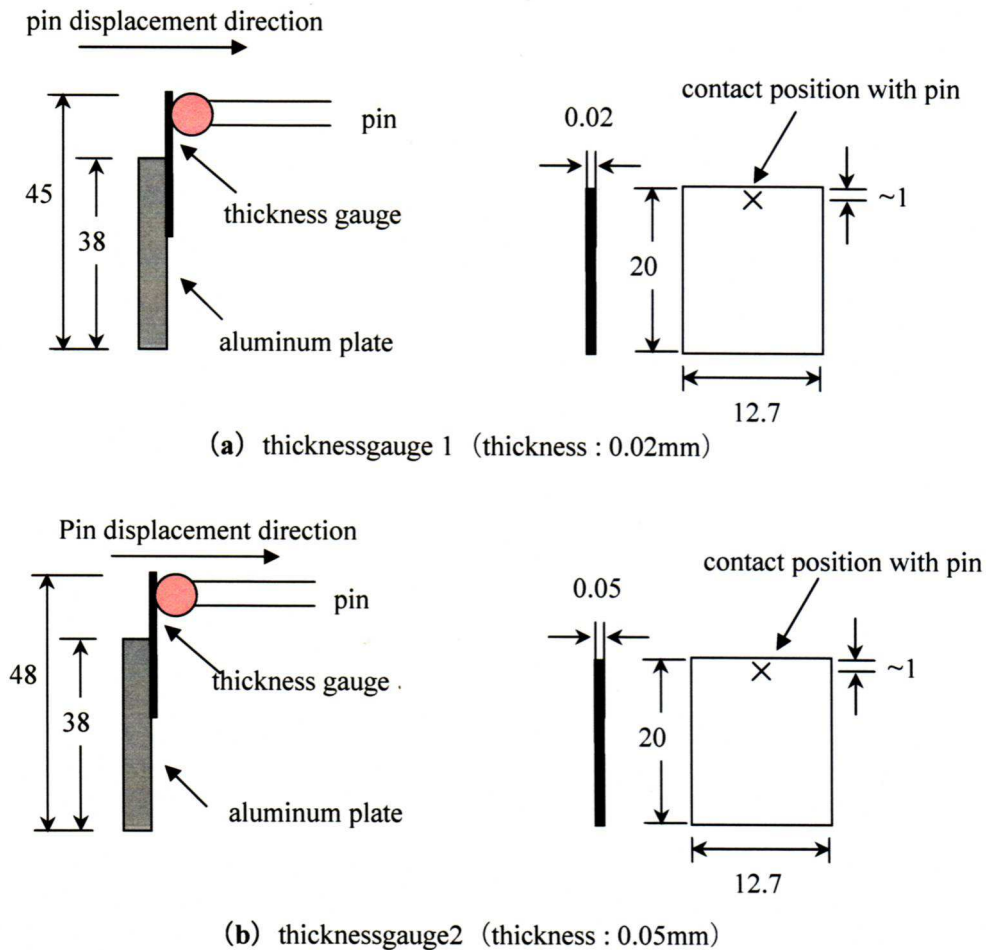 pin displacement direction
contact position with pin
pin
0.02
45
~1
thickness gauge
38
20
aluminum plate
12.7
(a) thicknessgauge 1 (thickness : 0.02mm)
Pin displacement direction
contact position with pin
0.05
pin
48
~1
thickness gauge .
38
20
aluminum plate
12.7
(b) thicknessgauge2 (thickness : 0.05mm)